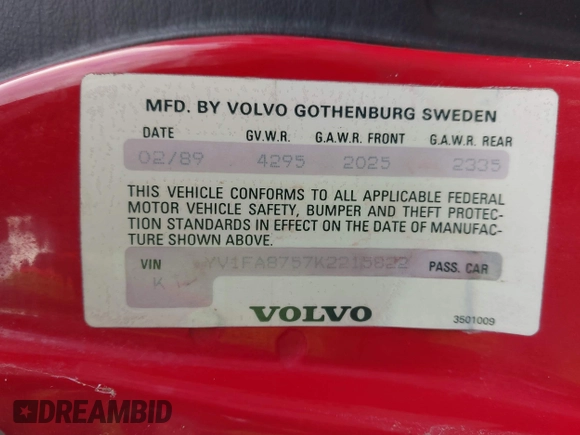 MFD. BY VOLVO GOTHENBURG SWEDEN
DATE GV.W.R. G.A.W.R. FRONT G.A.W.R. REAR
02/89 4295 2025 2335
THIS VEHICLE CONFORMS TO ALL APPLICABLE FEDERAL
MOTOR VEHICLE SAFETY, BUMPER AND THEFT PROTEC-
TION STANDARDS IN EFFECT ON THE DATE OF MANUFAC-
TURE SHOWN ABOVE.
VIN PASS. CAR
K
VOLVO 3501009
DREAMBID